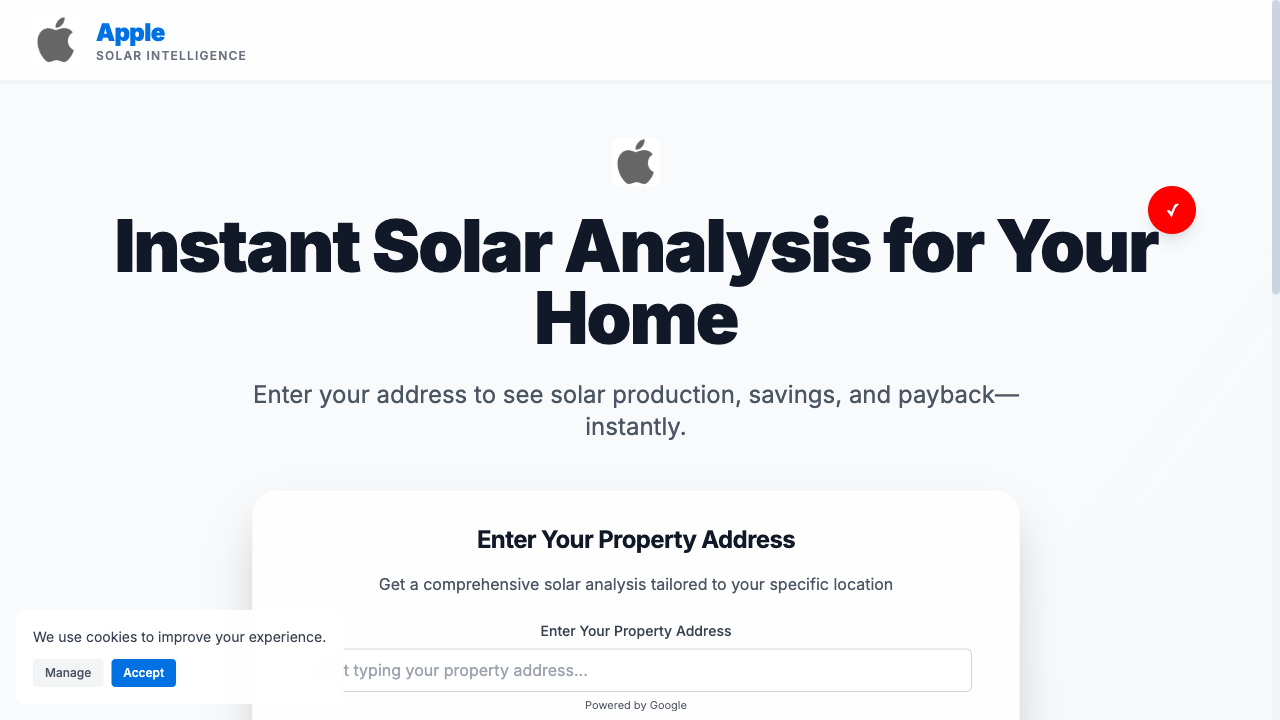 Apple
SOLAR INTELLIGENCE
✓
Instant Solar Analysis for Your
Home
Enter your address to see solar production, savings, and payback—
instantly.
Enter Your Property Address
Get a comprehensive solar analysis tailored to your specific location
Enter Your Property Address
t typing your property address...
Powered by Google
We use cookies to improve your experience.
Manage
Accept